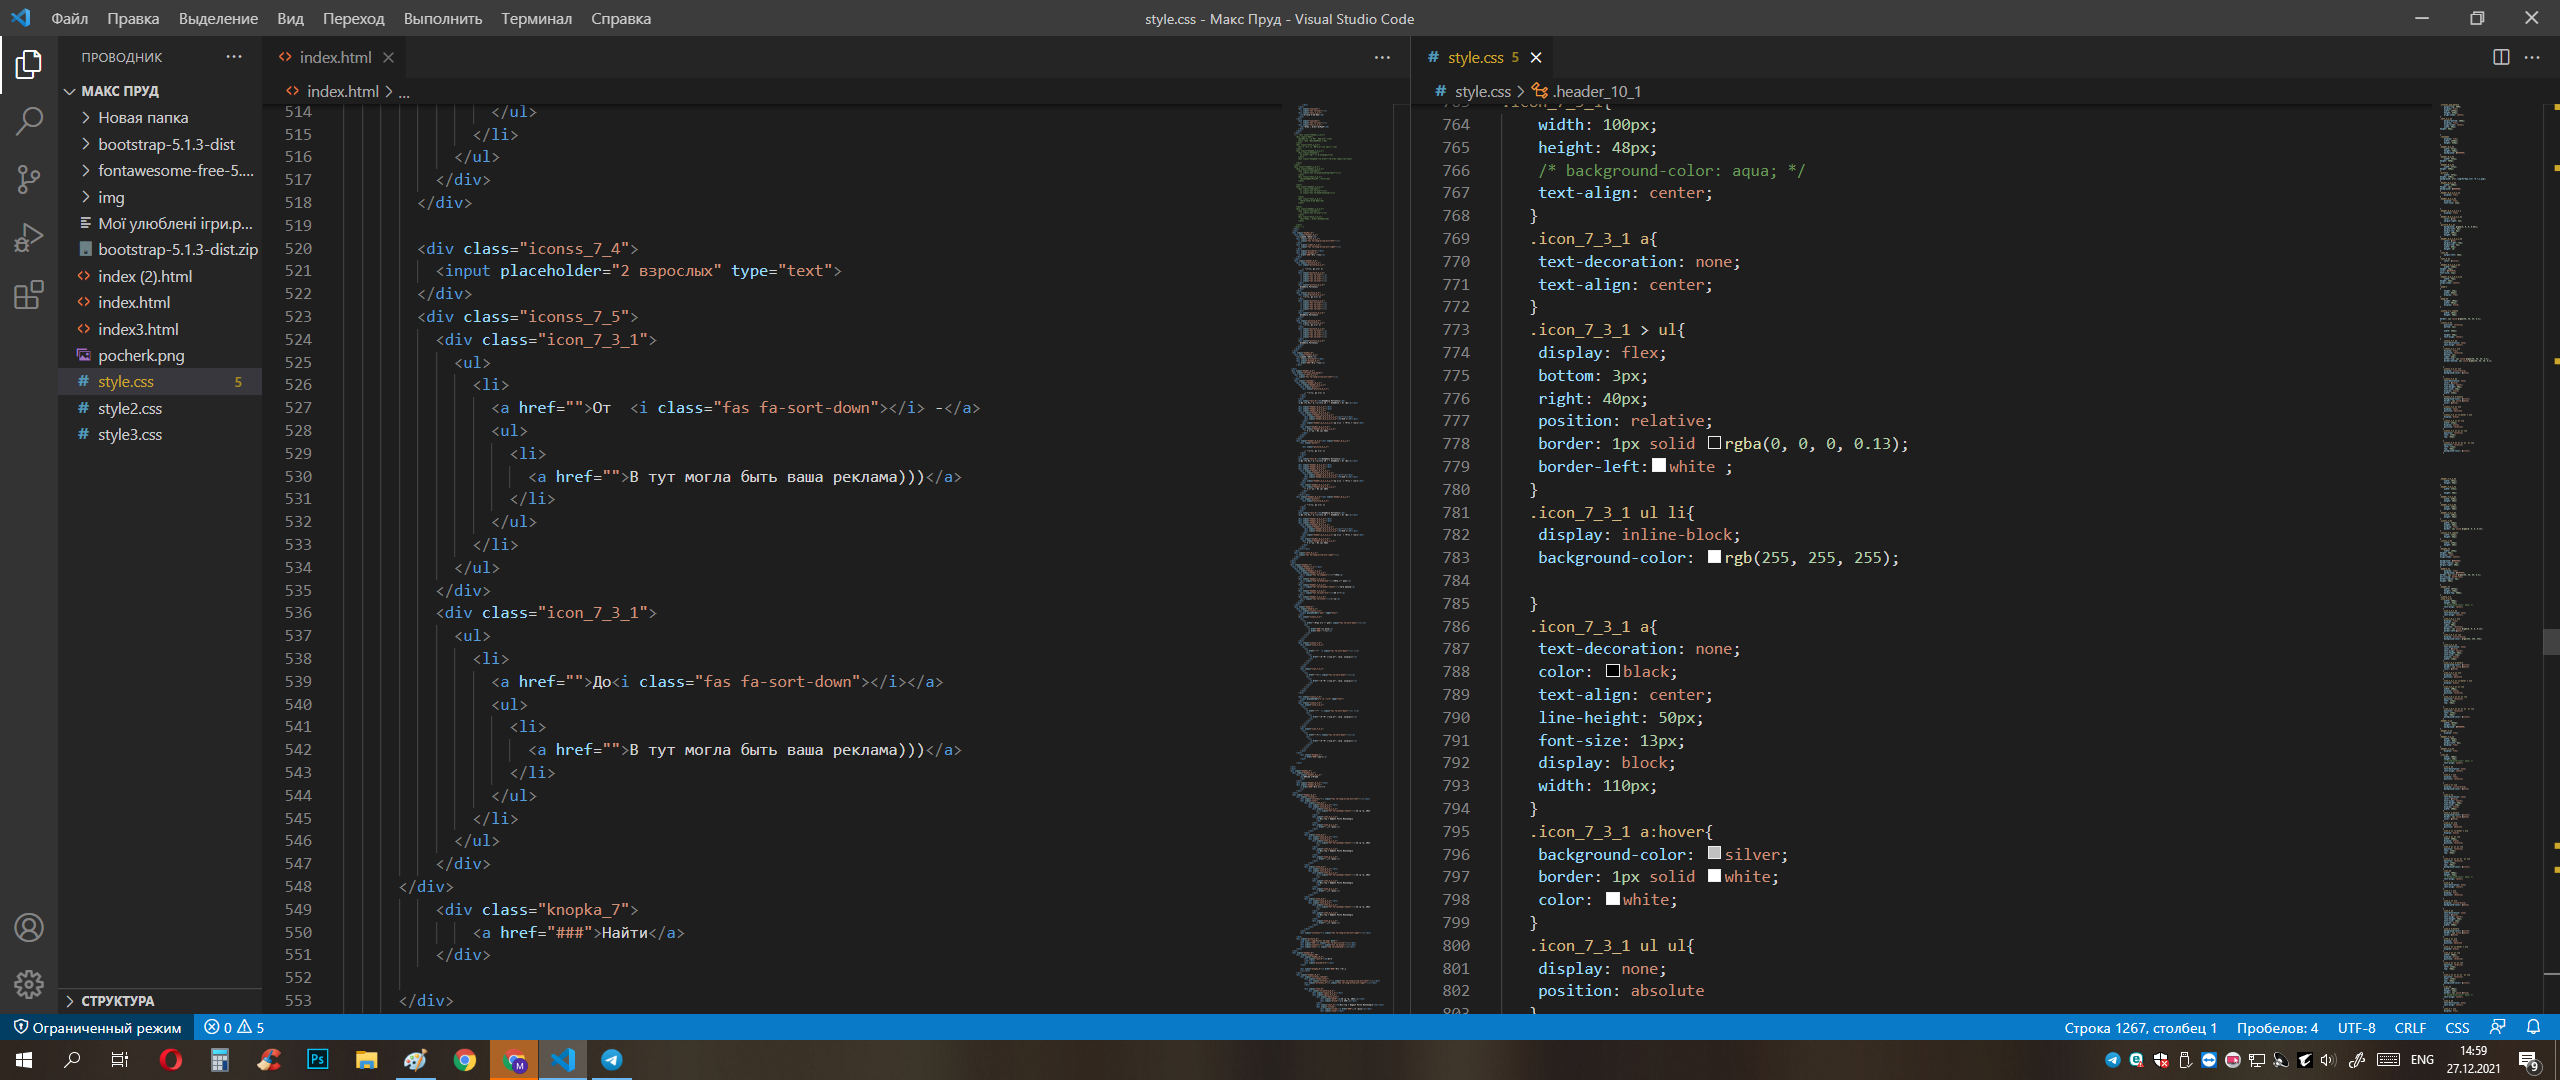 Файл Правка Выделение Вид Переход Выполнить Терминал Справка
style.css - Макс Пруд - Visual Studio Code
ПРОВОДНИК
МАКС ПРУД
Новая папка
bootstrap-5.1.3-dist
fontawesome-free-5....
img
Мої улюблені ігри.р...
bootstrap-5.1.3-dist.zip
index (2).html
index.html
index3.html
pocherk.png
style.css 5
style2.css
style3.css
СТРУКТУРА
index.html
index.html > ...
514 </ul>
515 </li>
516 </ul>
517 </div>
518 </div>
519
520 <div class="iconss_7_4">
521 <input placeholder="2 взрослых" type="text">
522 </div>
523 <div class="iconss_7_5">
524 <div class="icon_7_3_1">
525 <ul>
526 <li>
527 <a href="">От  <i class="fas fa-sort-down"></i> -</a>
528 <ul>
529 <li>
530 <a href="">В тут могла быть ваша реклама)))</a>
531 </li>
532 </ul>
533 </li>
534 </ul>
535 </div>
536 <div class="icon_7_3_1">
537 <ul>
538 <li>
539 <a href="">До<i class="fas fa-sort-down"></i></a>
540 <ul>
541 <li>
542 <a href="">В тут могла быть ваша реклама)))</a>
543 </li>
544 </ul>
545 </li>
546 </ul>
547 </div>
548 </div>
549 <div class="knopka_7">
550 <a href="###">Найти</a>
551 </div>
552
553 </div>
style.css 5
style.css > .header_10_1
763 .icon_7_3_1{
764 width: 100px;
765 height: 48px;
766 /* background-color: aqua; */
767 text-align: center;
768 }
769 .icon_7_3_1 a{
770 text-decoration: none;
771 text-align: center;
772 }
773 .icon_7_3_1 > ul{
774 display: flex;
775 bottom: 3px;
776 right: 40px;
777 position: relative;
778 border: 1px solid rgba(0, 0, 0, 0.13);
779 border-left: white ;
780 }
781 .icon_7_3_1 ul li{
782 display: inline-block;
783 background-color: rgb(255, 255, 255);
784
785 }
786 .icon_7_3_1 a{
787 text-decoration: none;
788 color: black;
789 text-align: center;
790 line-height: 50px;
791 font-size: 13px;
792 display: block;
793 width: 110px;
794 }
795 .icon_7_3_1 a:hover{
796 background-color: silver;
797 border: 1px solid white;
798 color: white;
799 }
800 .icon_7_3_1 ul ul{
801 display: none;
802 position: absolute
803 }
Ограниченный режим 0 5
Строка 1267, столбец 1 Пробелов: 4 UTF-8 CRLF CSS
Ps
M
ENG
14:59
27.12.2021
9